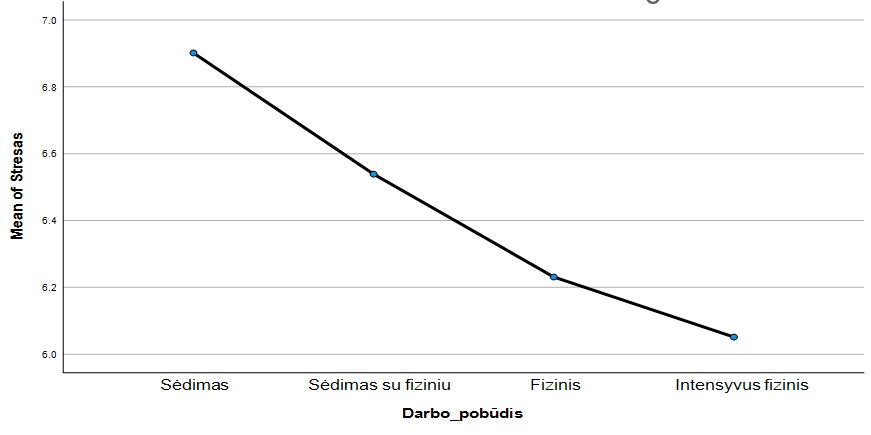 7.0
6.8
6.6
6.4
6.2
6.0
Mean of Stresas
Sėdimas Sėdimas su fiziniu Fizinis Intensyvus fizinis
Darbo_pobūdis